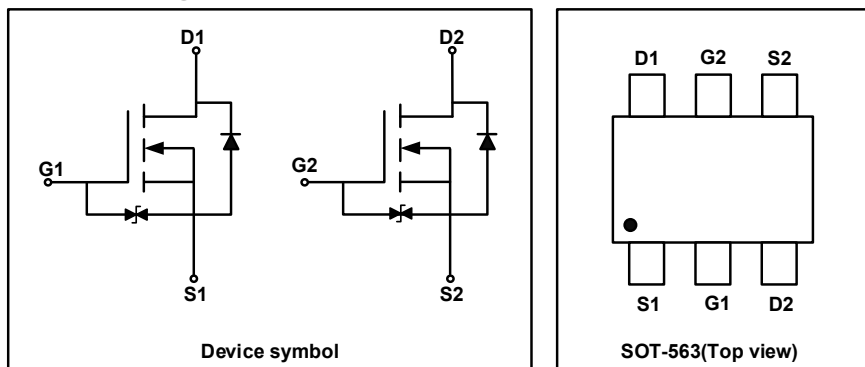 D1 D2
G1 G2
S1 S2
Device symbol
D1 G2 S2
S1 G1 D2
SOT-563(Top view)